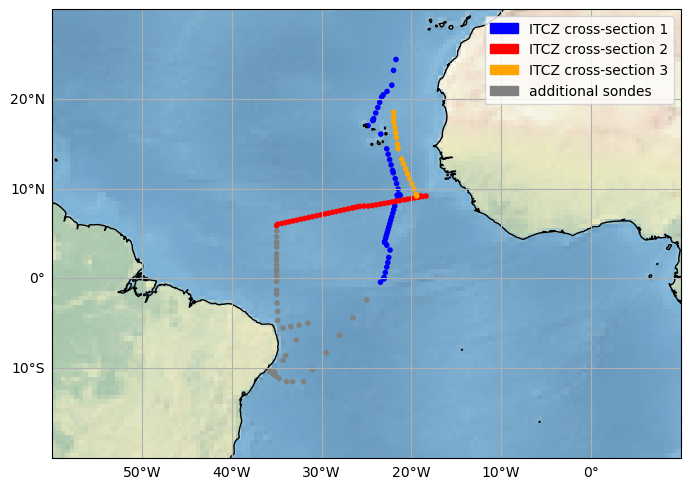 ITCZ cross-section 1
ITCZ cross-section 2
ITCZ cross-section 3
additional sondes
20°N
10°N
0°
10°S
50°W
40°W
30°W
20°W
10°W
0°